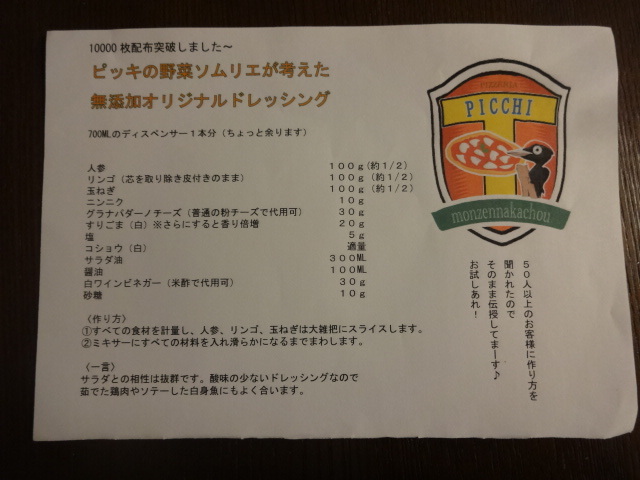 10000枚配布突破しました～
ピッキの野菜ソムリエが考えた
無添加オリジナルドレッシング
700MLのディスペンサー１本分（ちょっと余ります）
人参 １００ｇ（約１/２）
リンゴ（芯を取り除き皮付きのまま） １００ｇ（約１/２）
玉ねぎ １００ｇ（約１/２）
ニンニク １０ｇ
グラナパダーノチーズ（普通の粉チーズで代用可） ３０ｇ
すりごま（白）※さらにすると香り倍増 ２０ｇ
塩 ５ｇ
コショウ（白） 適量
サラダ油 ３００ML
醤油 １００ML
白ワインビネガー（米酢で代用可） ３０ｇ
砂糖 １０ｇ
〈作り方〉
①すべての食材を計量し、人参、リンゴ、玉ねぎは大雑把にスライスします。
②ミキサーにすべての材料を入れ滑らかになるまでまわします。
〈一言〉
サラダとの相性は抜群です。酸味の少ないドレッシングなので
茹でた鶏肉やソテーした白身魚にもよく合います。
PIZZERIA
PICCHI
monzennakachou
５０人以上のお客様に作り方を
聞かれたので
そのまま伝授してまーす♪
お試しあれ！